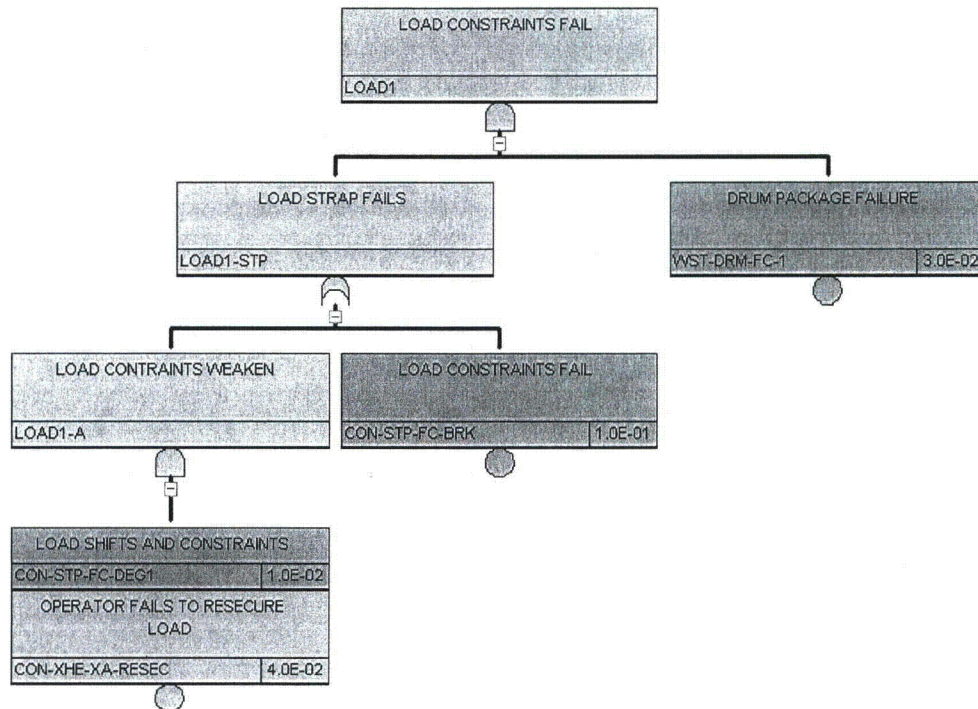 LOAD CONSTRAINTS FAIL
LOAD1
LOAD STRAP FAILS
LOAD1-STP
DRUM PACKAGE FAILURE
WST-DRM-FC-1 3.0E-02
LOAD CONTRAINTS WEAKEN
LOAD1-A
LOAD CONSTRAINTS FAIL
CON-STP-FC-BRK 1.0E-01
LOAD SHIFTS AND CONSTRAINTS
CON-STP-FC-DEG1 1.0E-02
OPERATOR FAILS TO RESECURE
LOAD
CON-XHE-XA-RESEC 4.0E-02